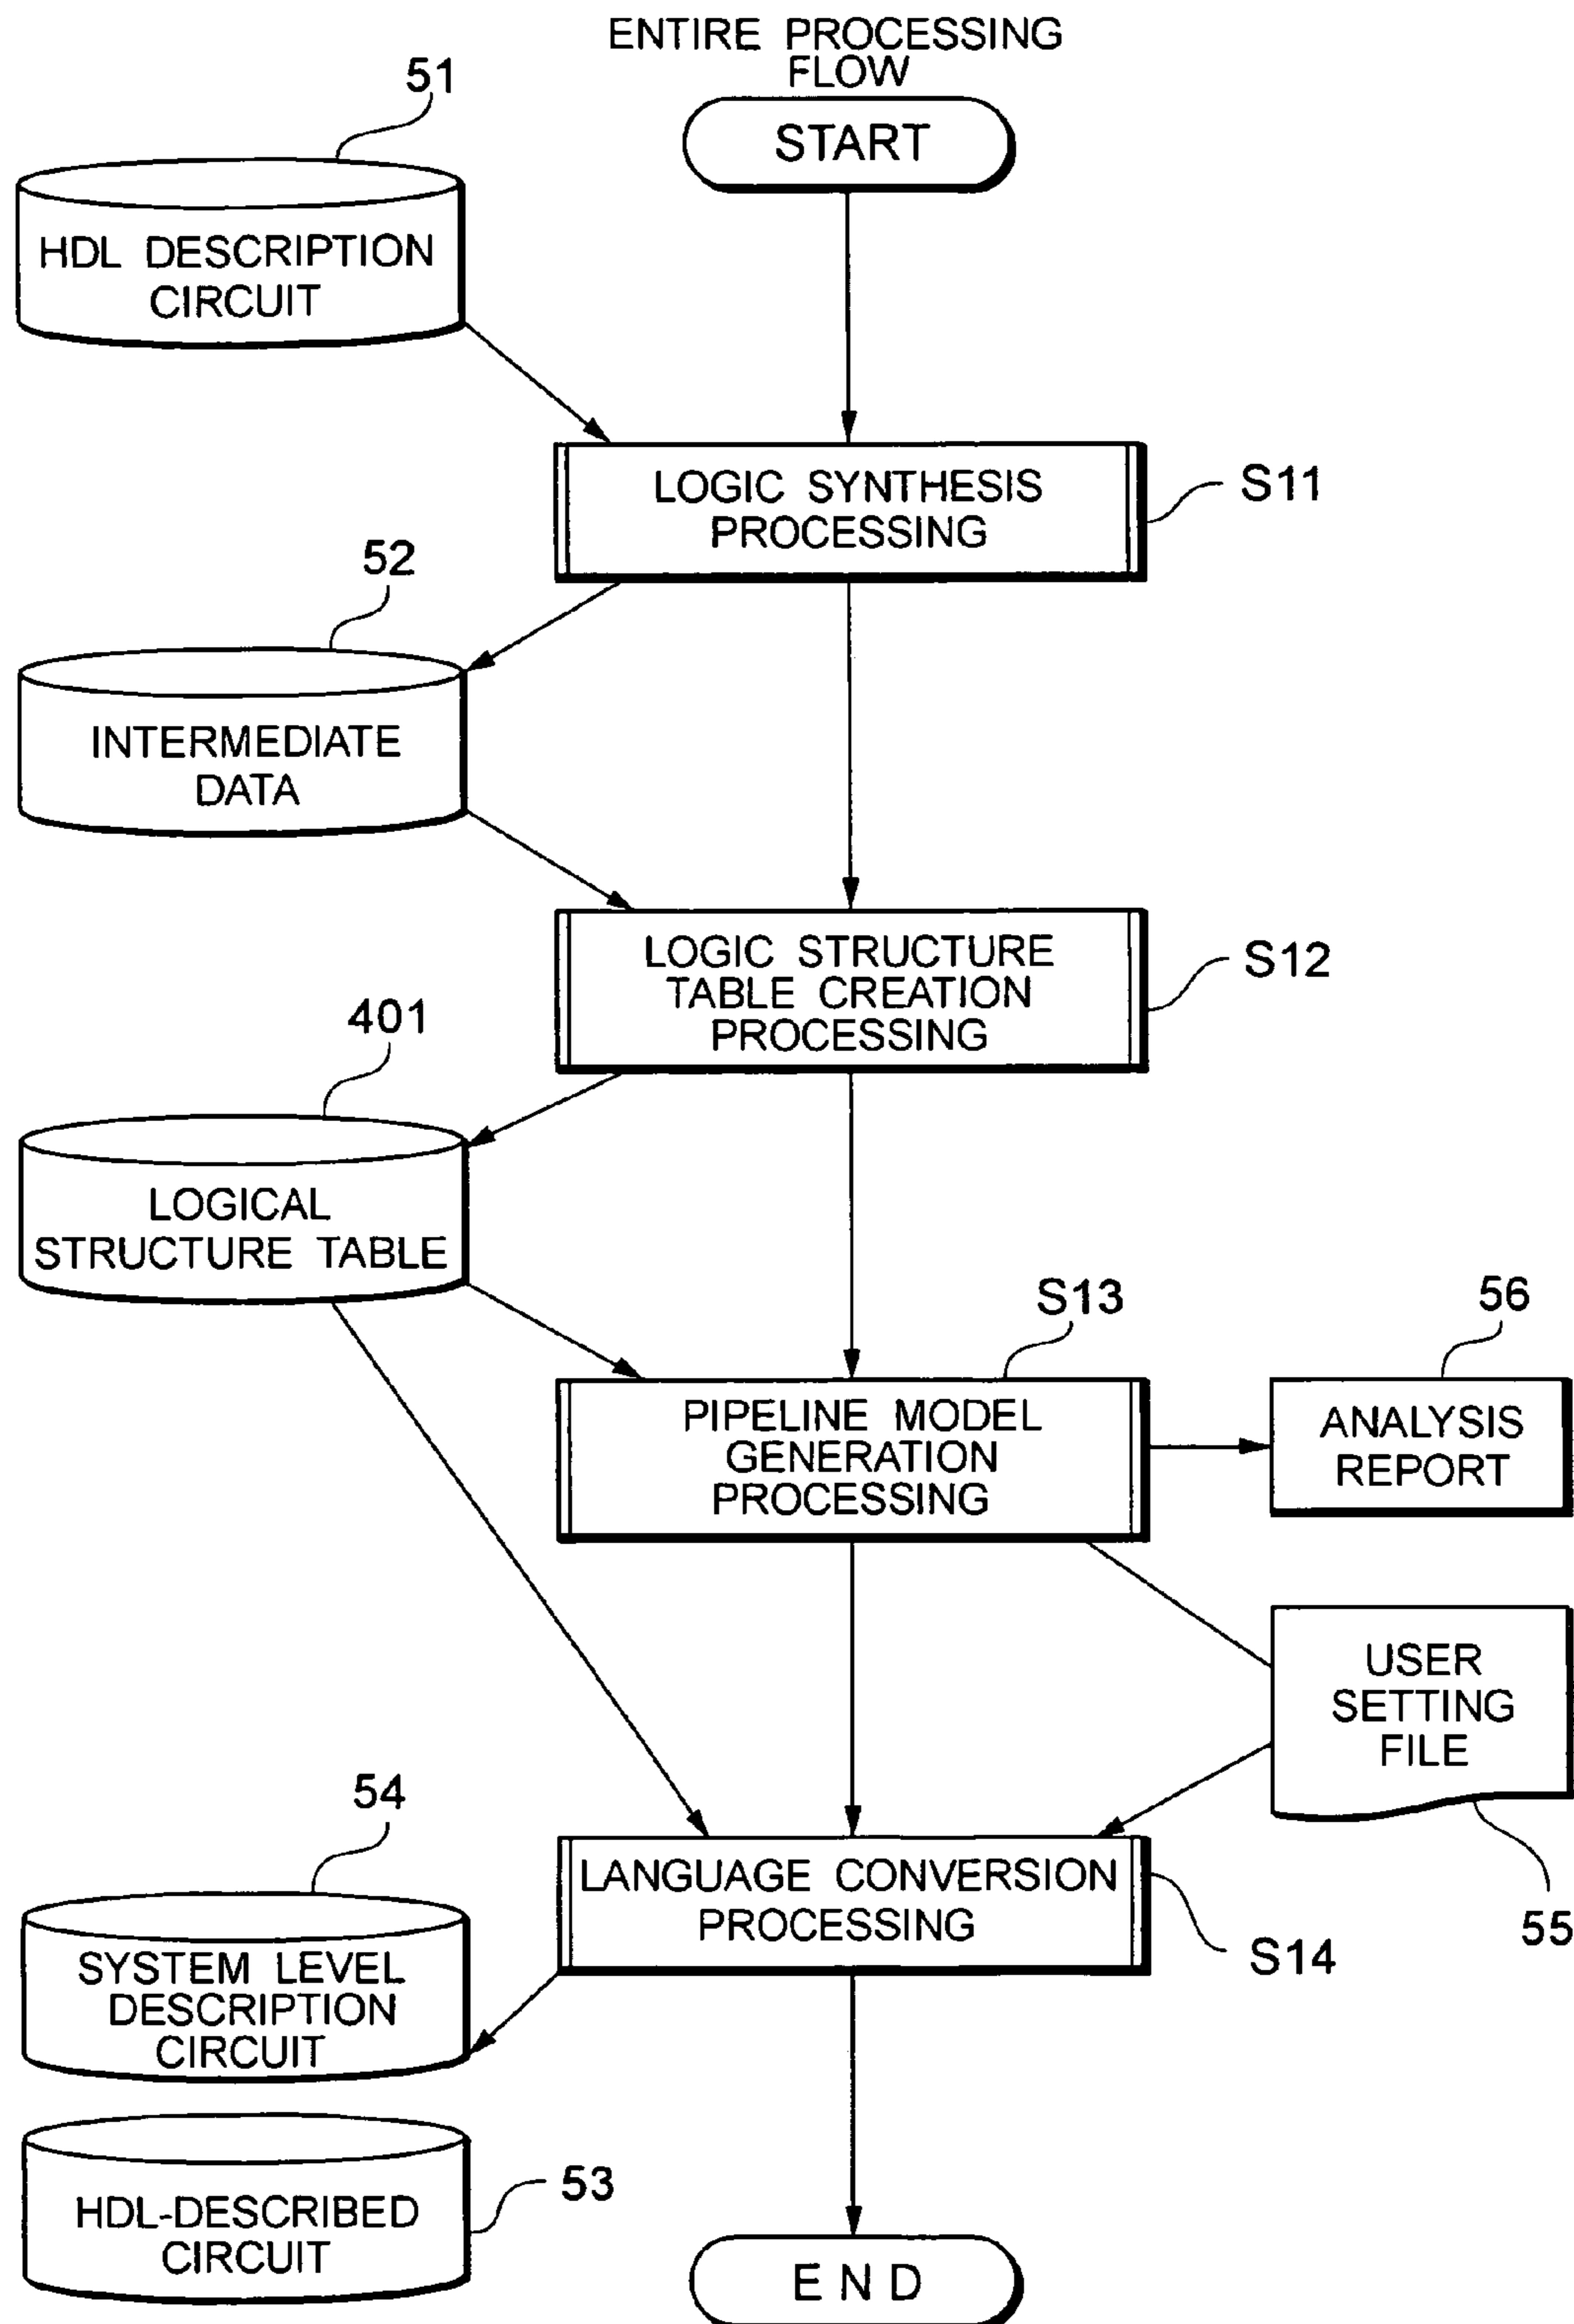 ENTIRE PROCESSING
FLOW
START
51
HDL DESCRIPTION
CIRCUIT
LOGIC SYNTHESIS
PROCESSING
S11
52
INTERMEDIATE
DATA
LOGIC STRUCTURE
TABLE CREATION
PROCESSING
S12
401
LOGICAL
STRUCTURE TABLE
S13
PIPELINE MODEL
GENERATION
PROCESSING
56
ANALYSIS
REPORT
USER
SETTING
FILE
55
LANGUAGE CONVERSION
PROCESSING
S14
54
SYSTEM LEVEL
DESCRIPTION
CIRCUIT
HDL-DESCRIBED
CIRCUIT
53
END